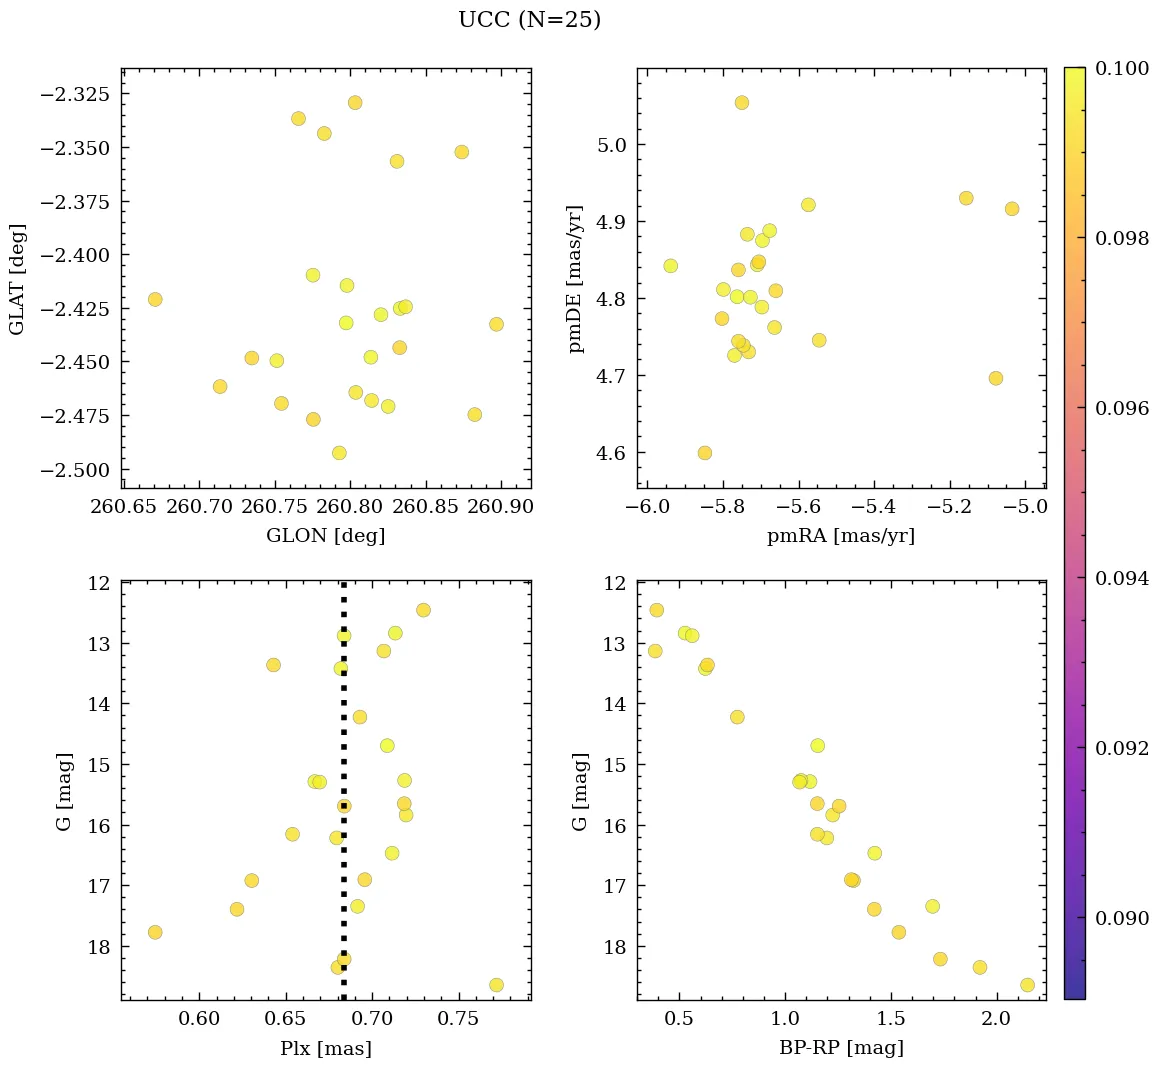 UCC (N=25)
−2.325
−2.350
−2.375
−2.400
−2.425
−2.450
−2.475
−2.500
GLAT [deg]
260.65 260.70 260.75 260.80 260.85 260.90
GLON [deg]
5.0
4.9
4.8
4.7
4.6
pmDE [mas/yr]
−6.0 −5.8 −5.6 −5.4 −5.2 −5.0
pmRA [mas/yr]
0.100
0.098
0.096
0.094
0.092
0.090
12
13
14
15
16
17
18
G [mag]
0.60 0.65 0.70 0.75
Plx [mas]
12
13
14
15
16
17
18
G [mag]
0.5 1.0 1.5 2.0
BP-RP [mag]